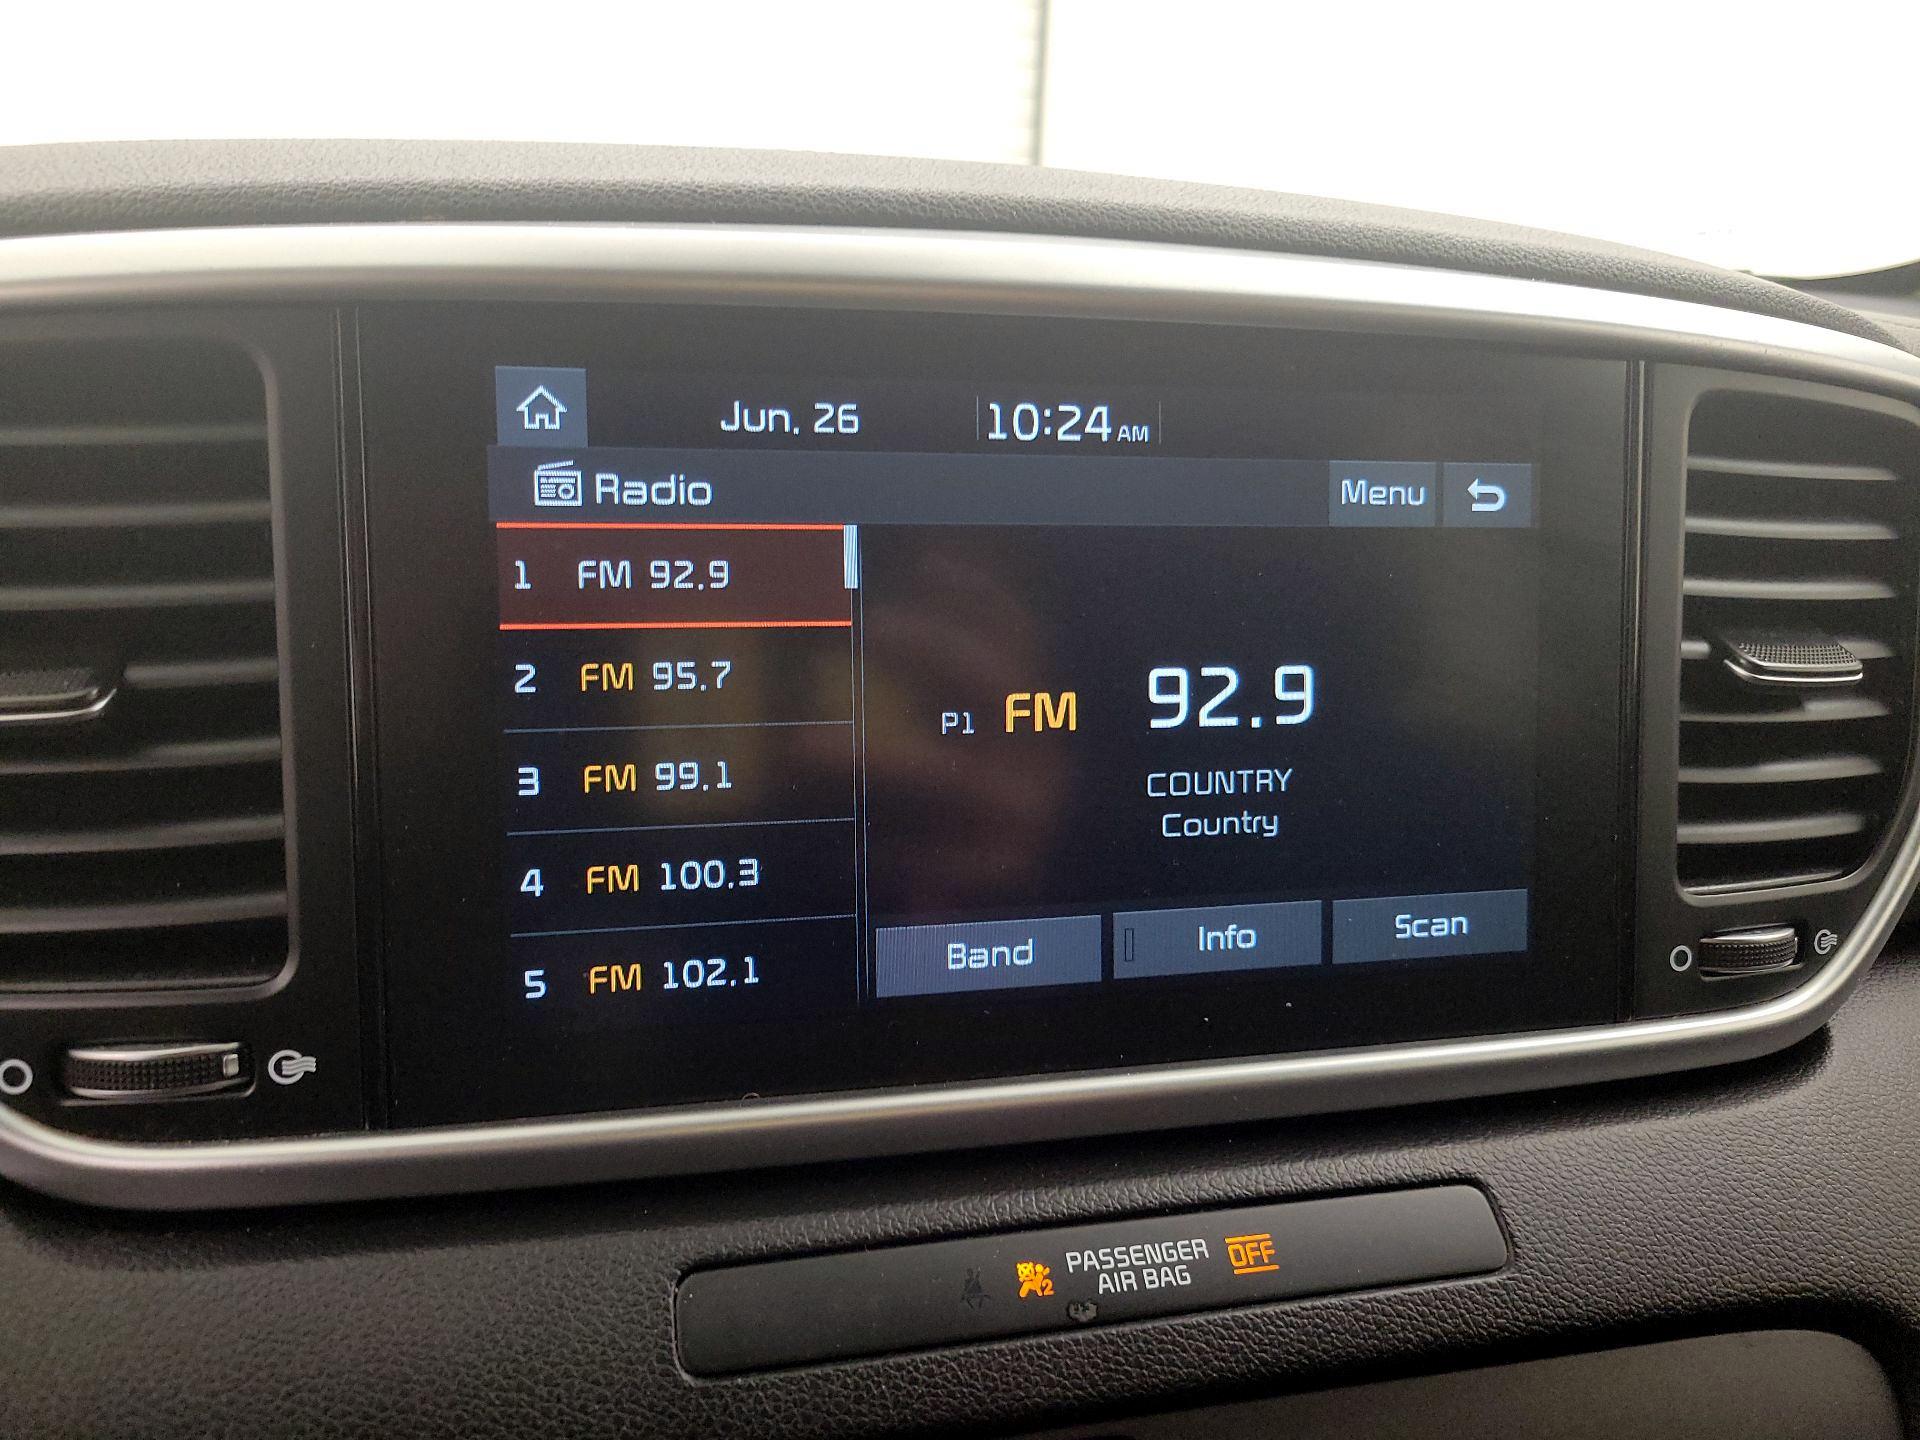 Jun. 26 10:24 AM
Radio Menu
1 FM 92.9
2 FM 95.7
3 FM 99.1
4 FM 100.3
5 FM 102.1
P1 FM 92.9
COUNTRY
Country
Band Info Scan
PASSENGER
AIR BAG
OFF
2